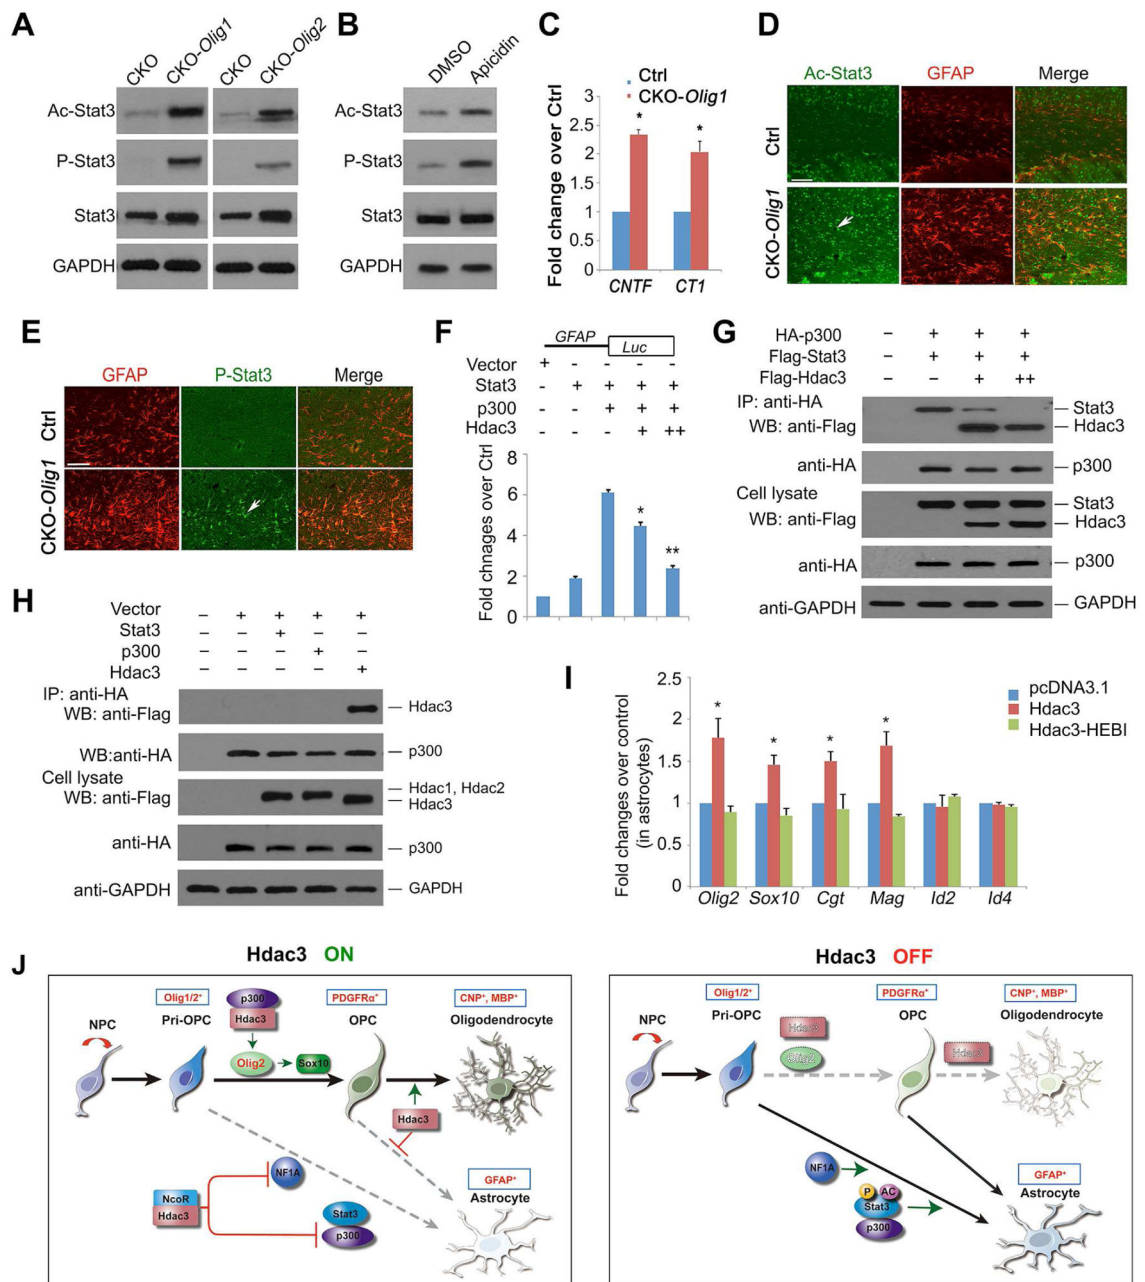 A
CKO
CKO-Olig1
CKO
CKO-Olig2
Ac-Stat3
P-Stat3
Stat3
GAPDH
B
DMSO
Apicidin
Ac-Stat3
P-Stat3
Stat3
GAPDH
C
Ctrl
CKO-Olig1
Fold change over Ctrl
3
2.5
2
1.5
1
0.5
0
*
*
CNTF CT1
D
Ac-Stat3 GFAP Merge
Ctrl
CKO-Olig1
E
GFAP P-Stat3 Merge
Ctrl
CKO-Olig1
F
GFAP Luc
Vector + - - - -
Stat3 - + + + +
p300 - - + + +
Hdac3 - - - + ++
Fold chnages over Ctrl
8
6
4
2
0
*
**
G
HA-p300 – + + +
Flag-Stat3 – + + +
Flag-Hdac3 – – + ++
IP: anti-HA
WB: anti-Flag
Stat3
Hdac3
anti-HA
p300
Cell lysate
WB: anti-Flag
Stat3
Hdac3
anti-HA
p300
anti-GAPDH
GAPDH
H
Vector – + + + +
Stat3 – – + – –
p300 – – – + –
Hdac3 – – – – +
IP: anti-HA
WB: anti-Flag
Hdac3
WB:anti-HA
p300
Cell lysate
WB: anti-Flag
Hdac1, Hdac2
Hdac3
anti-HA
p300
anti-GAPDH
GAPDH
I
pcDNA3.1
Hdac3
Hdac3-HEBI
Fold changes over control
(in astrocytes)
2.5
2
1.5
1
0.5
0
*
*
*
*
Olig2 Sox10 Cgt Mag Id2 Id4
J
Hdac3 ON
NPC
Olig1/2+
Pri-OPC
p300
Hdac3
Olig2
Sox10
PDGFRα+
OPC
CNP+, MBP+
Oligodendrocyte
Hdac3
NF1A
NcoR
Hdac3
Stat3
p300
GFAP+
Astrocyte
Hdac3 OFF
NPC
Olig1/2+
Pri-OPC
Hdac3
Olig2
PDGFRα+
OPC
Hdac3
CNP+, MBP+
Oligodendrocyte
NF1A
P
AC
Stat3
p300
GFAP+
Astrocyte